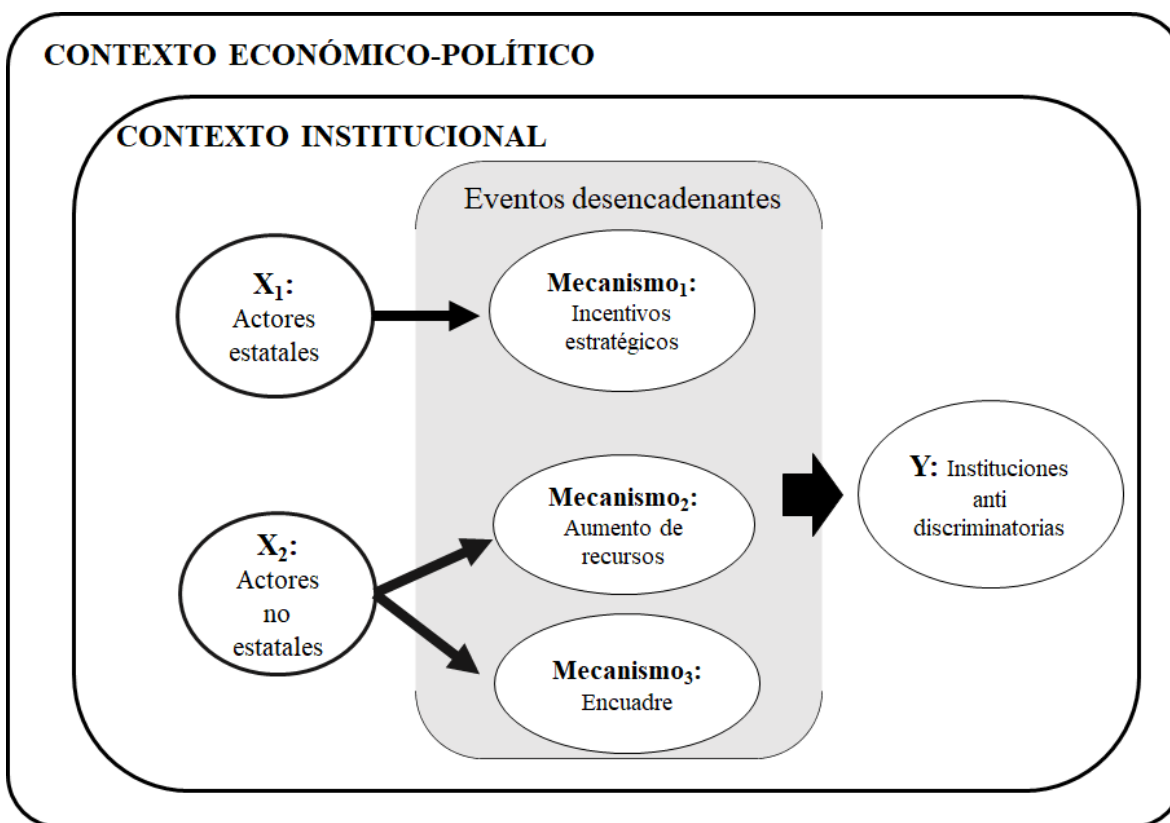 CONTEXTO ECONÓMICO-POLÍTICO
CONTEXTO INSTITUCIONAL
Eventos desencadenantes
X₁:
Actores
estatales
Mecanismo₁:
Incentivos
estratégicos
X₂:
Actores
no
estatales
Mecanismo₂:
Aumento de
recursos
Mecanismo₃:
Encuadre
Y: Instituciones
anti
discriminatorias